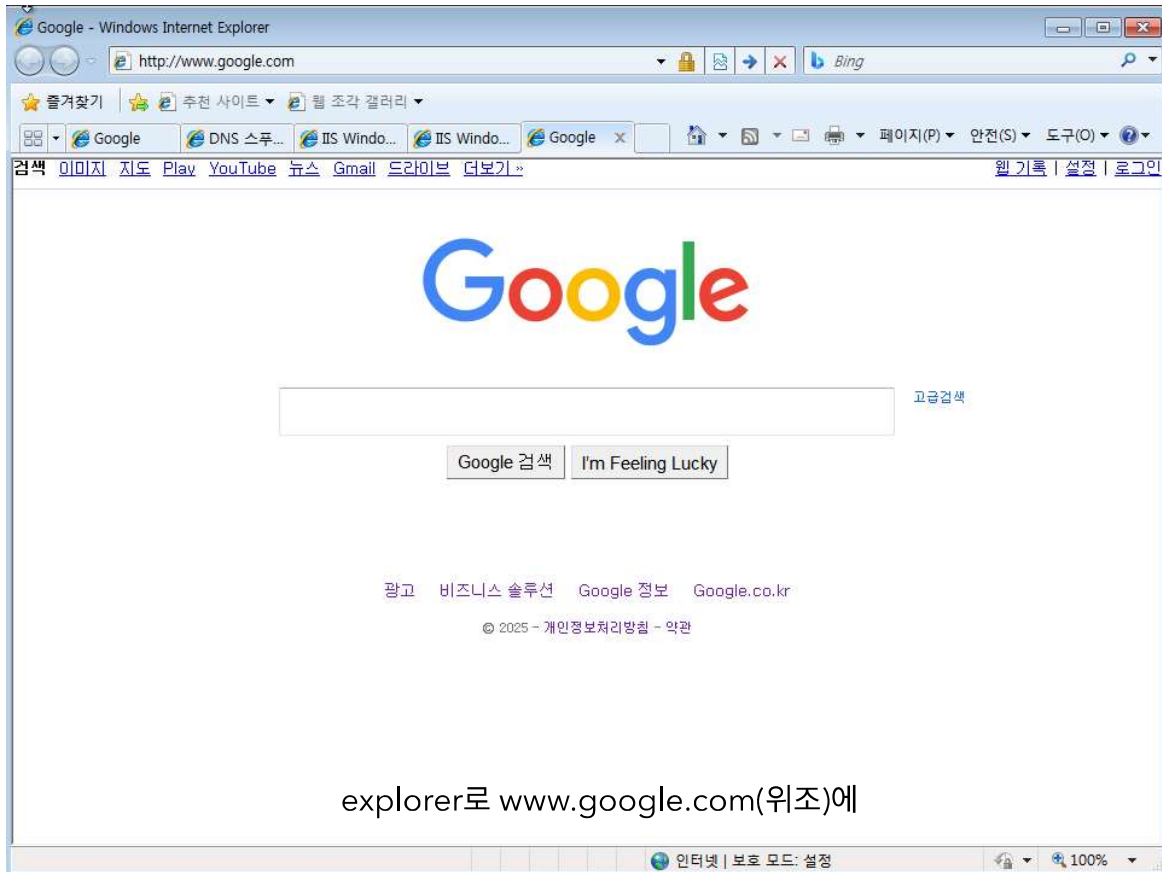 Google - Windows Internet Explorer
http://www.google.com
Bing
즐겨찾기 추천 사이트 웹 조각 갤러리
Google DNS 스푸... IIS Windo... IIS Windo... Google 페이지(P) 안전(S) 도구(O)
검색 이미지 지도 Play YouTube 뉴스 Gmail 드라이브 더보기 » 웹 기록 | 설정 | 로그인
Google
고급검색
Google 검색 I'm Feeling Lucky
광고 비즈니스 솔루션 Google 정보 Google.co.kr
© 2025 - 개인정보처리방침 - 약관
explorer로 www.google.com(위조)에
인터넷 | 보호 모드: 설정 100%